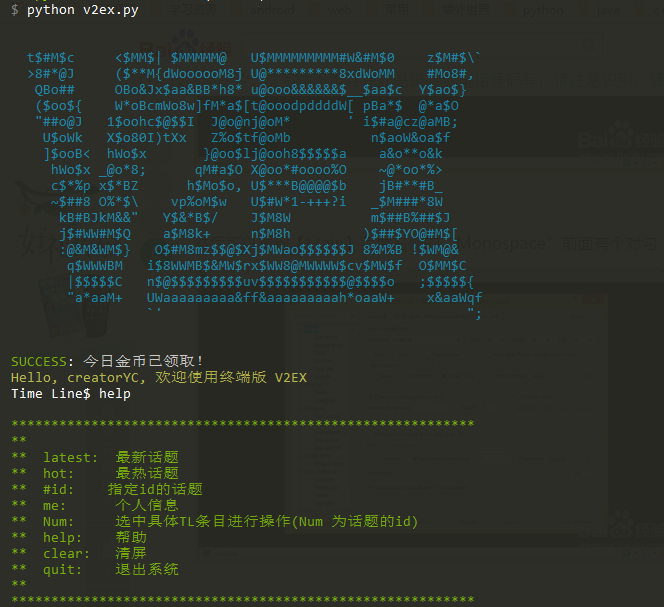 $ python v2ex.py
t$#M$c <$MM$| $MMMMM@ U$MMMMMMMMM#W&#M$0 z$M#$\`
>8#*@J ($**M{dWoooooM8j U@*********8xdWoMM #Mo8#,
QBo## OBo&Jx$aa&BB*h8* u@ooo&&&&&&$__$aa$c Y$ao$}
($oo${ W*oBcmWo8w]fM*a$[t@ooodpddddW[ pBa*$ @*a$O
"##o@J 1$oohc$@$$I J@o@nj@oM* ' i$#a@cz@aMB;
U$oWk X$o80I)tXx Z%o$tf@oMb n$aoW&oa$f
]$ooB< hWo$x }@oo$lj@ooh8$$$$$a a&o**o&k
hWo$x _@o*8; qM#a$O X@oo*#oooo%O ~@*oo*%>
c$*%p x$*BZ h$Mo$o, U$***B@@@@$b jB#**#B_
~$##8 O%*$\ vp%oM$w U$#W*1-+++?i _$M###*8W
kB#BJkM&&" Y$&*B$/ J$M8W m$##B%##$J
j$#WW#M$Q a$M8k+ n$M8h )$##$YO@#M$[
:@&M&WM$} O$#M8mz$$@$Xj$MWao$$$$$$J 8%M%B !$WM@&
q$WWWBM i$8WWMB$&MW$rx$WW8@MWWWW$cv$MW$f O$MM$C
|$$$$$C n$@$$$$$$$$$uv$$$$$$$$$$$@$$$$o ;$$$$${
"a*aaM+ UWaaaaaaaaa&ff&aaaaaaaaah*oaaW+ x&aaWqf
`' ";
SUCCESS: 今日金币已领取!
Hello, creatorYC, 欢迎使用终端版 V2EX
Time Line$ help
**********************************************************
**
** latest: 最新话题
** hot: 最热话题
** #id: 指定id的话题
** me: 个人信息
** Num: 选中具体TL条目进行操作(Num 为话题的id)
** help: 帮助
** clear: 清屏
** quit: 退出系统
**
**********************************************************